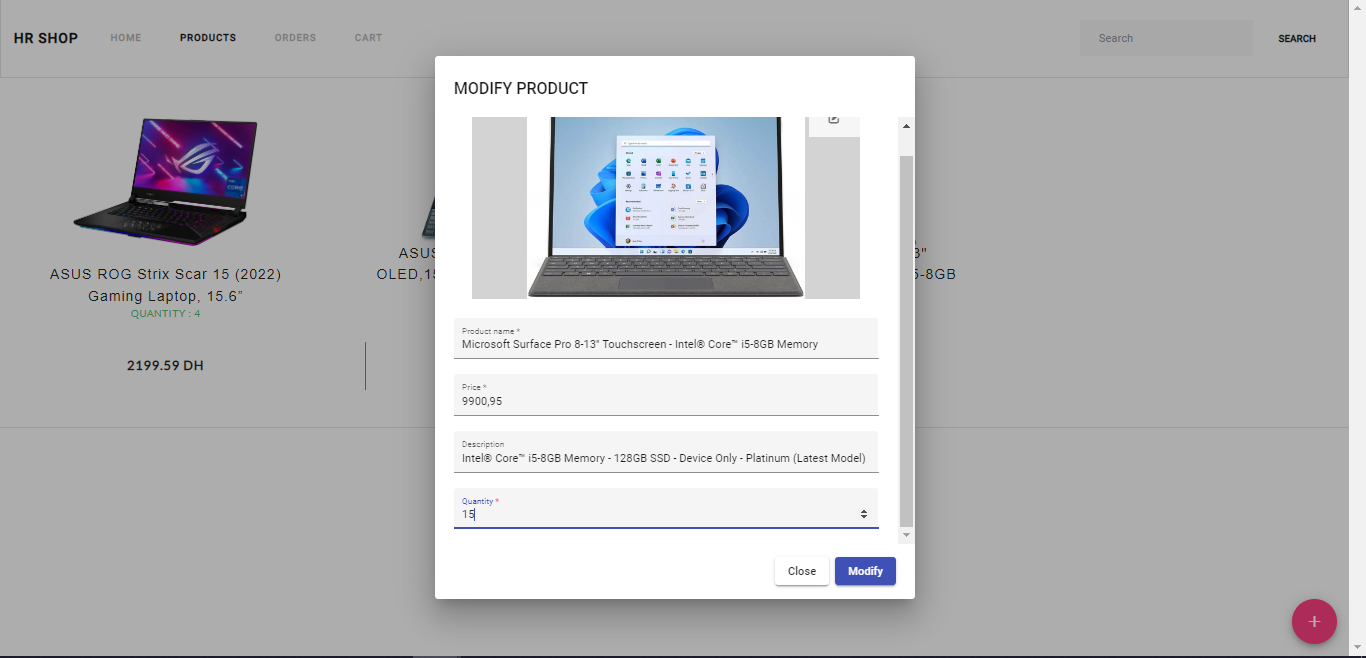 HR SHOP HOME PRODUCTS ORDERS CART Search SEARCH
MODIFY PRODUCT
ASUS ROG Strix Scar 15 (2022)
Gaming Laptop, 15.6”
QUANTITY : 4
2199.59 DH
OLED,15
3"
5-8GB
Product name *
Microsoft Surface Pro 8-13" Touchscreen - Intel® Core™ i5-8GB Memory
Price *
9900,95
Description
Intel® Core™ i5-8GB Memory - 128GB SSD - Device Only - Platinum (Latest Model)
Quantity *
15
Close Modify
+